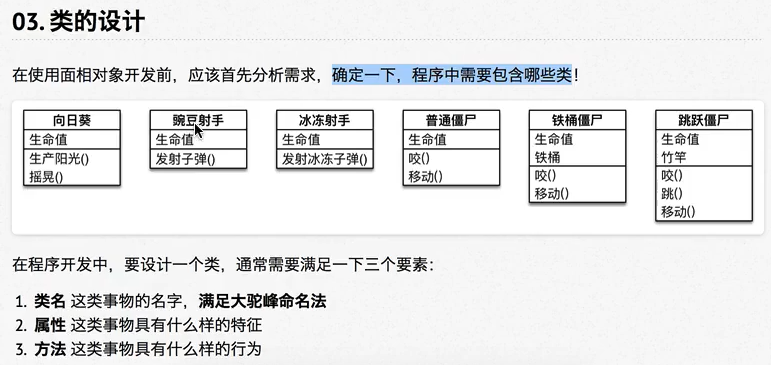 03. 类的设计
在使用面相对象开发前，应该首先分析需求，确定一下，程序中需要包含哪些类！
向日葵
生命值
生产阳光()
摇晃()
豌豆射手
生命值
发射子弹()
冰冻射手
生命值
发射冰冻子弹()
普通僵尸
生命值
咬()
移动()
铁桶僵尸
生命值
铁桶
咬()
移动()
跳跃僵尸
生命值
竹竿
咬()
跳()
移动()
在程序开发中，要设计一个类，通常需要满足一下三个要素：
1. 类名 这类事物的名字，满足大驼峰命名法
2. 属性 这类事物具有什么样的特征
3. 方法 这类事物具有什么样的行为